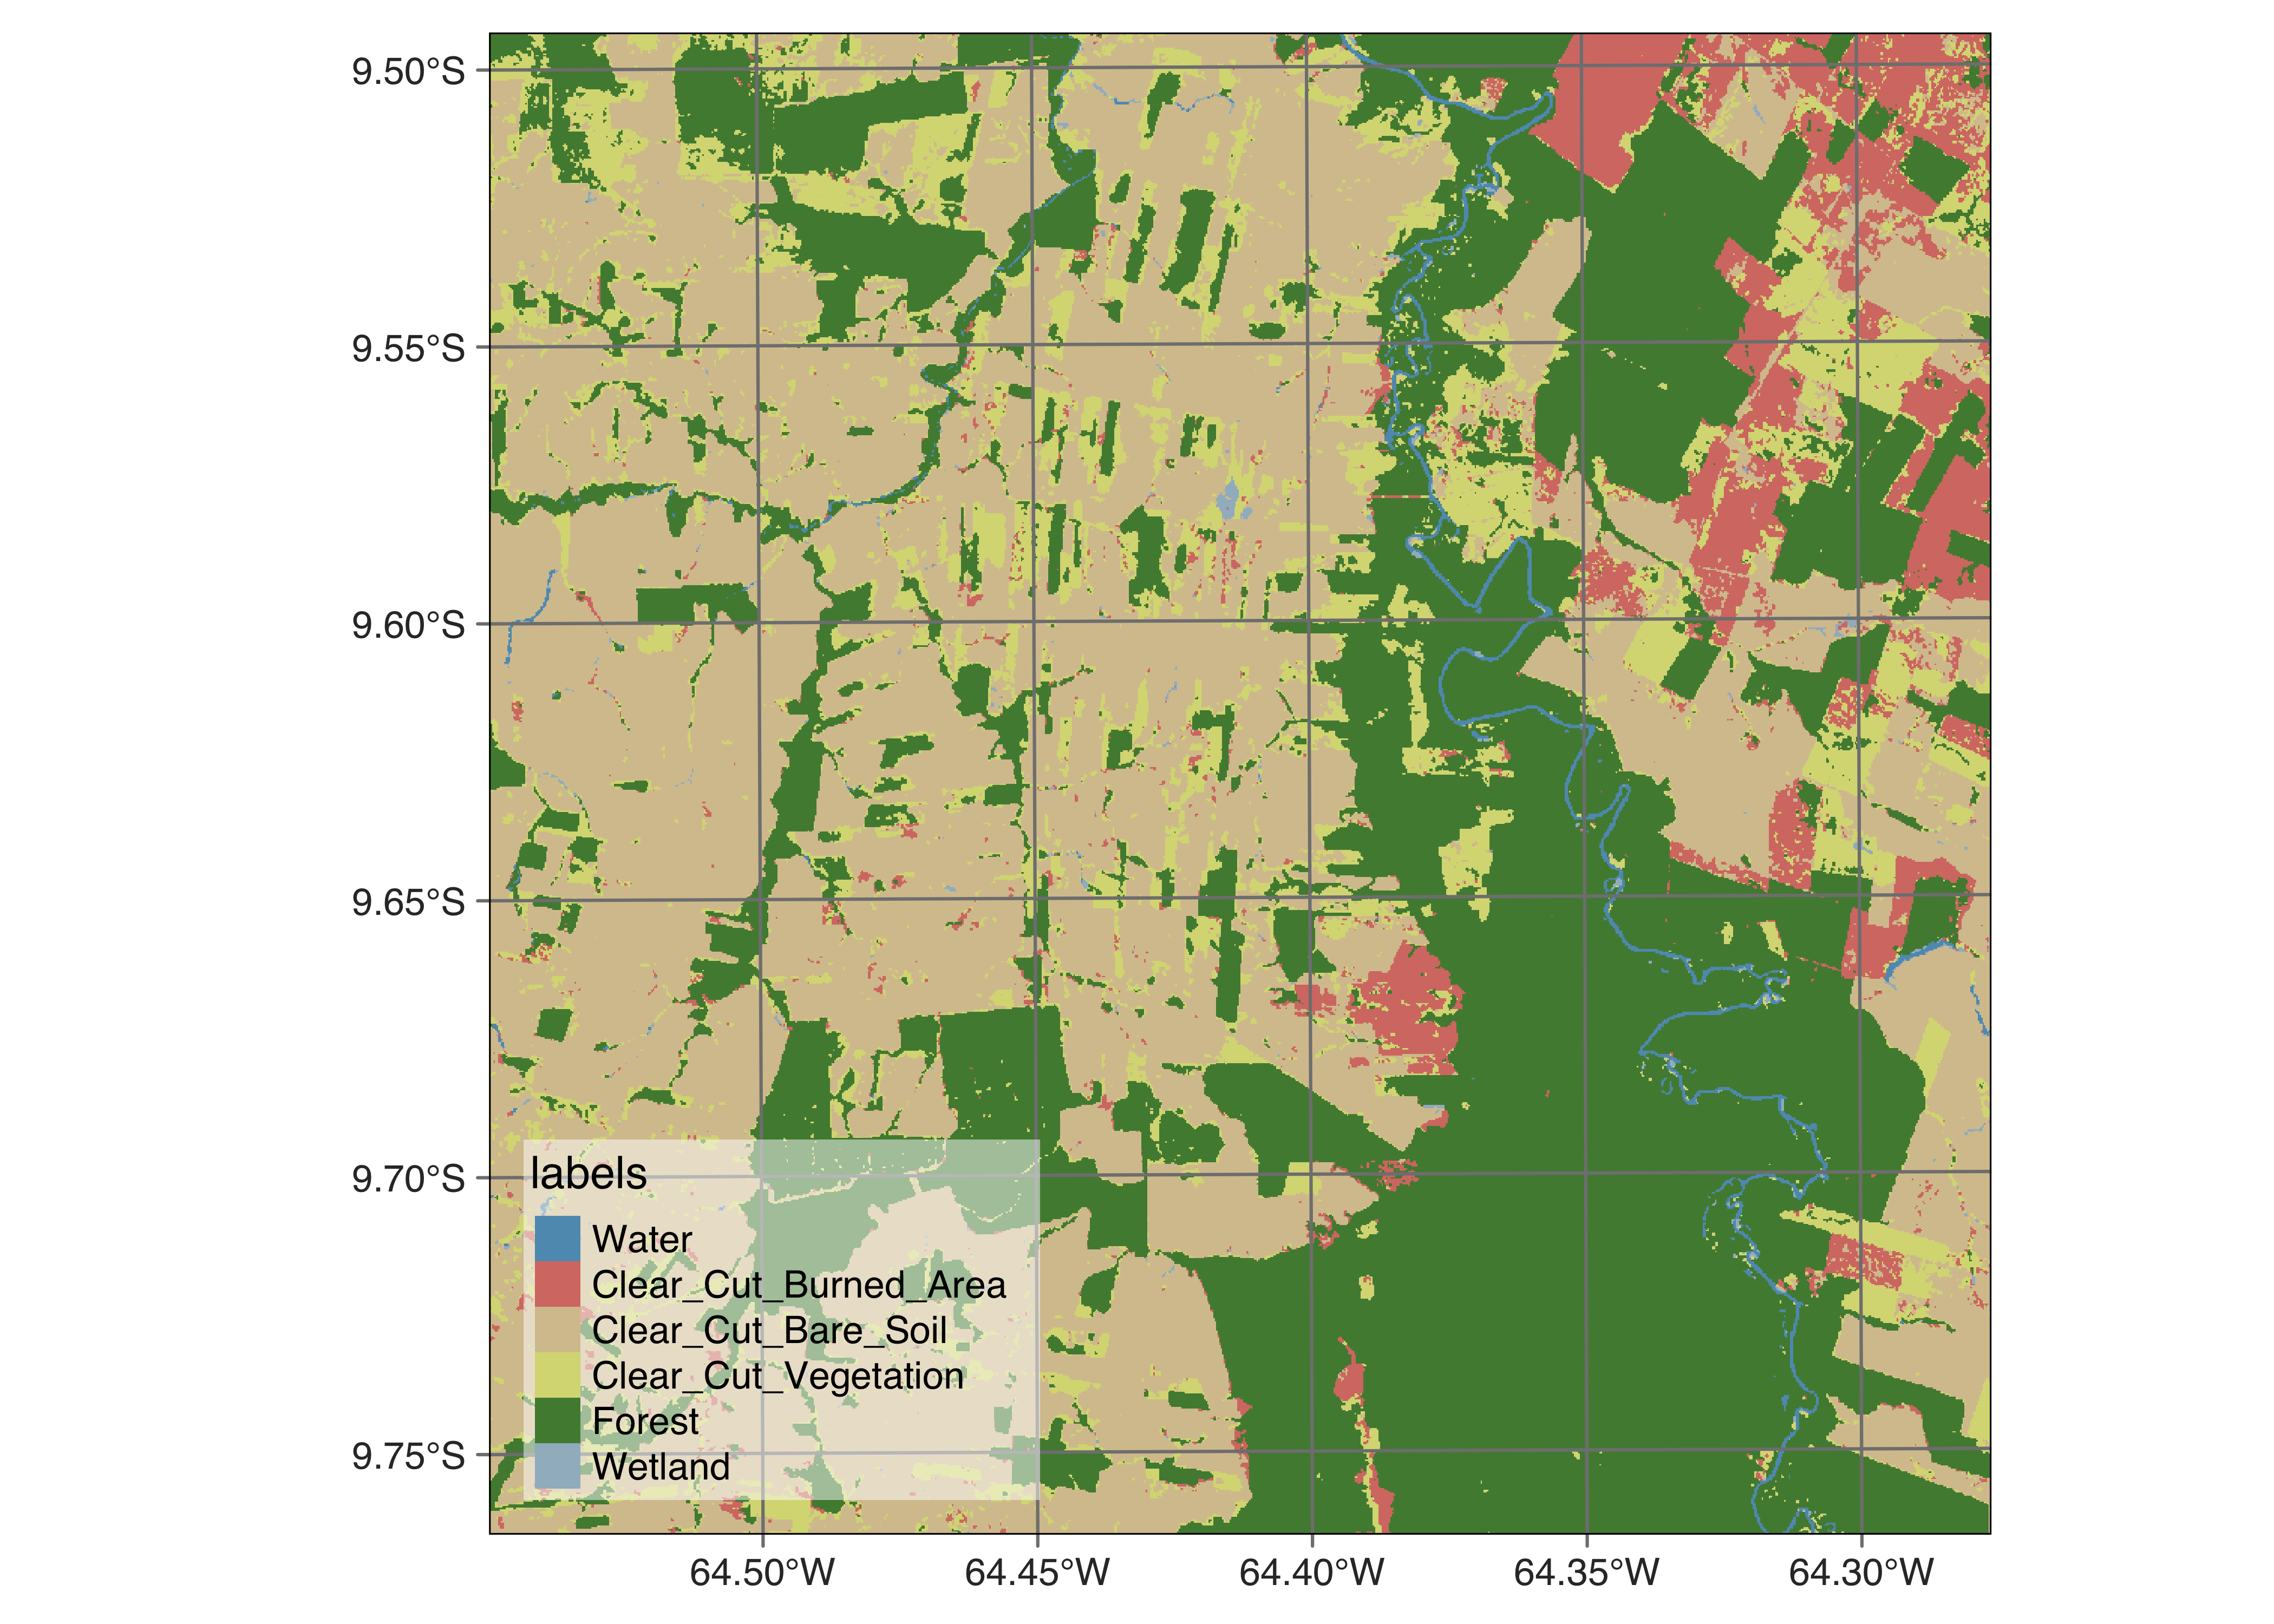 9.50°S
9.55°S
9.60°S
9.65°S
9.70°S
9.75°S
labels
Water
Clear_Cut_Burned_Area
Clear_Cut_Bare_Soil
Clear_Cut_Vegetation
Forest
Wetland
64.50°W 64.45°W 64.40°W 64.35°W 64.30°W